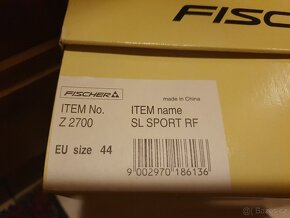 FISC
FISCHER
made in China
ITEM No. ITEM name
Z 2700 SL SPORT RF
EU size 44
9 002970 186136